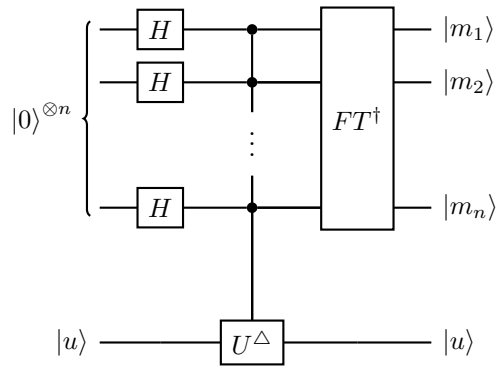 |0⟩^{⊗n} H |m₁⟩
H |m₂⟩
⋮ FT†
H |mₙ⟩
|u⟩ U^△ |u⟩